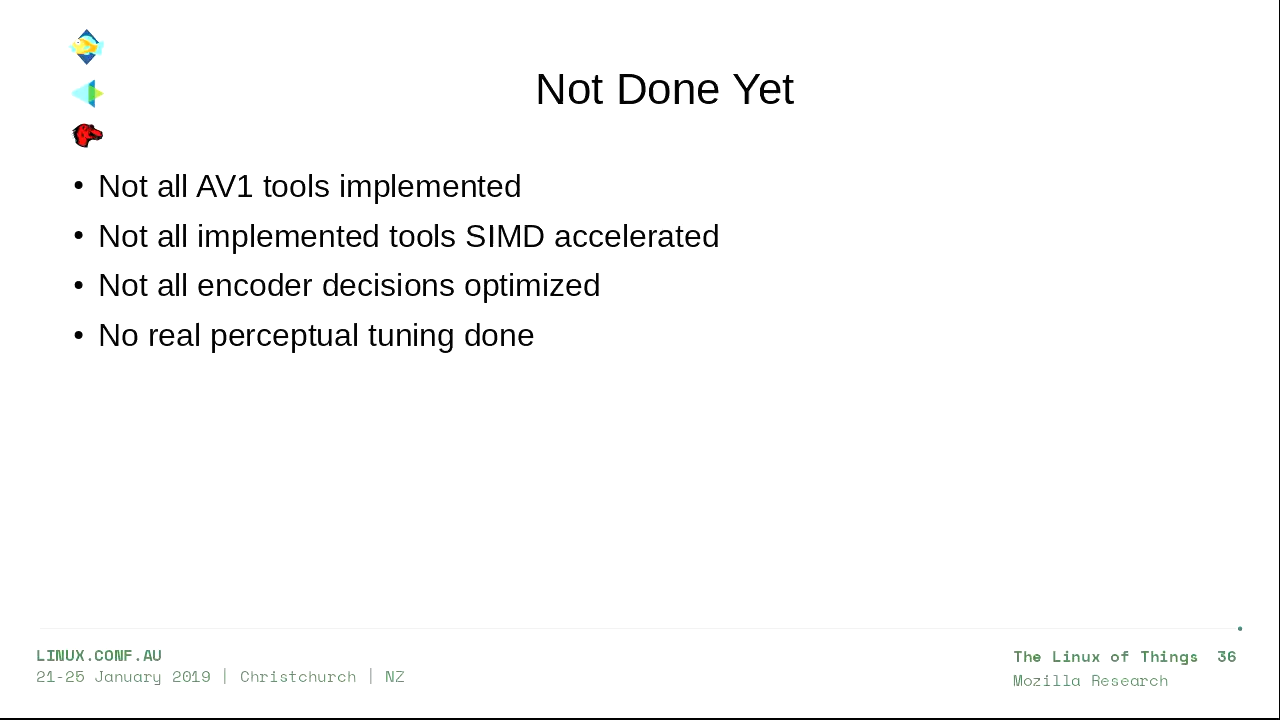 Not Done Yet
• Not all AV1 tools implemented
• Not all implemented tools SIMD accelerated
• Not all encoder decisions optimized
• No real perceptual tuning done
LINUX.CONF.AU
21-25 January 2019 | Christchurch | NZ
The Linux of Things 36
Mozilla Research